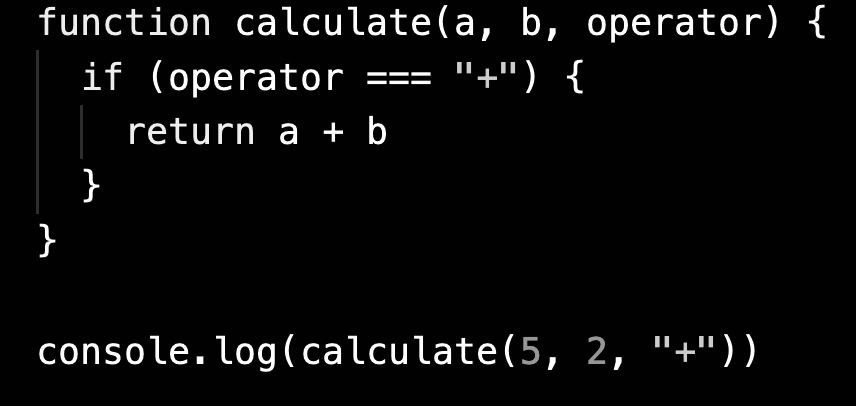 function calculate(a, b, operator) {
  if (operator === "+") {
    return a + b
  }
}

console.log(calculate(5, 2, "+"))